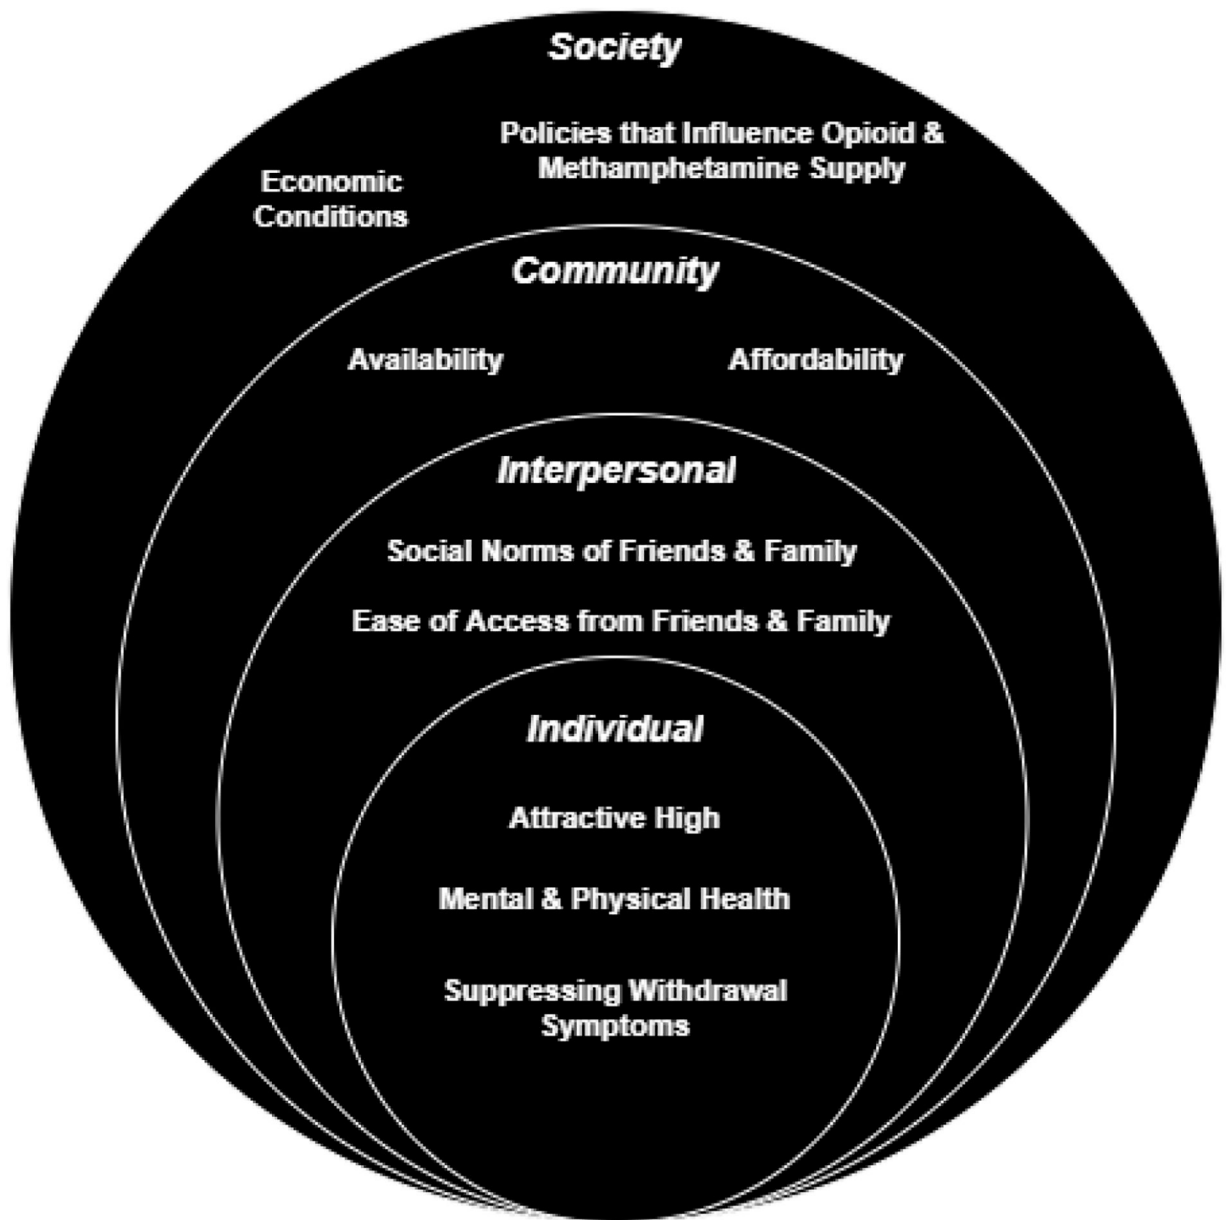 Society
Policies that Influence Opioid &
Methamphetamine Supply
Economic
Conditions
Community
Availability
Affordability
Interpersonal
Social Norms of Friends & Family
Ease of Access from Friends & Family
Individual
Attractive High
Mental & Physical Health
Suppressing Withdrawal
Symptoms